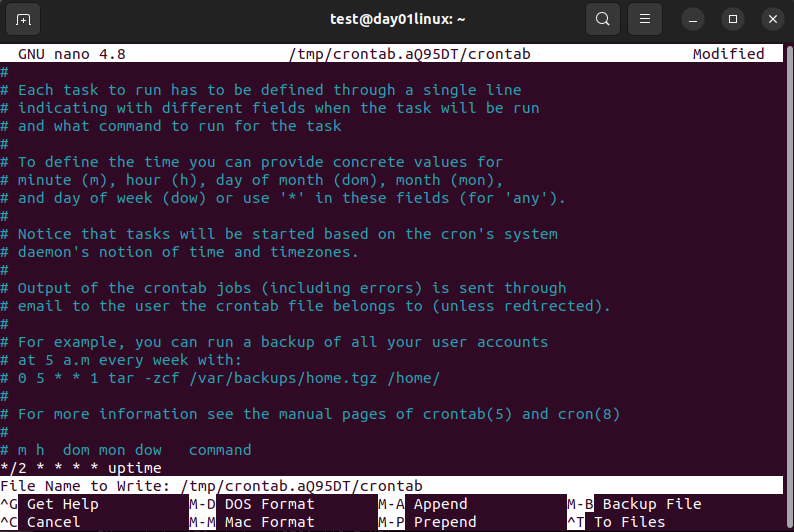 test@day01linux: ~
GNU nano 4.8 /tmp/crontab.aQ95DT/crontab Modified
#
# Each task to run has to be defined through a single line
# indicating with different fields when the task will be run
# and what command to run for the task
#
# To define the time you can provide concrete values for
# minute (m), hour (h), day of month (dom), month (mon),
# and day of week (dow) or use '*' in these fields (for 'any').
#
# Notice that tasks will be started based on the cron's system
# daemon's notion of time and timezones.
#
# Output of the crontab jobs (including errors) is sent through
# email to the user the crontab file belongs to (unless redirected).
#
# For example, you can run a backup of all your user accounts
# at 5 a.m every week with:
# 0 5 * * 1 tar -zcf /var/backups/home.tgz /home/
#
# For more information see the manual pages of crontab(5) and cron(8)
#
# m h  dom mon dow   command
*/2 * * * * uptime
File Name to Write: /tmp/crontab.aQ95DT/crontab
^G Get Help M-D DOS Format M-A Append M-B Backup File
^C Cancel M-M Mac Format M-P Prepend ^T To Files